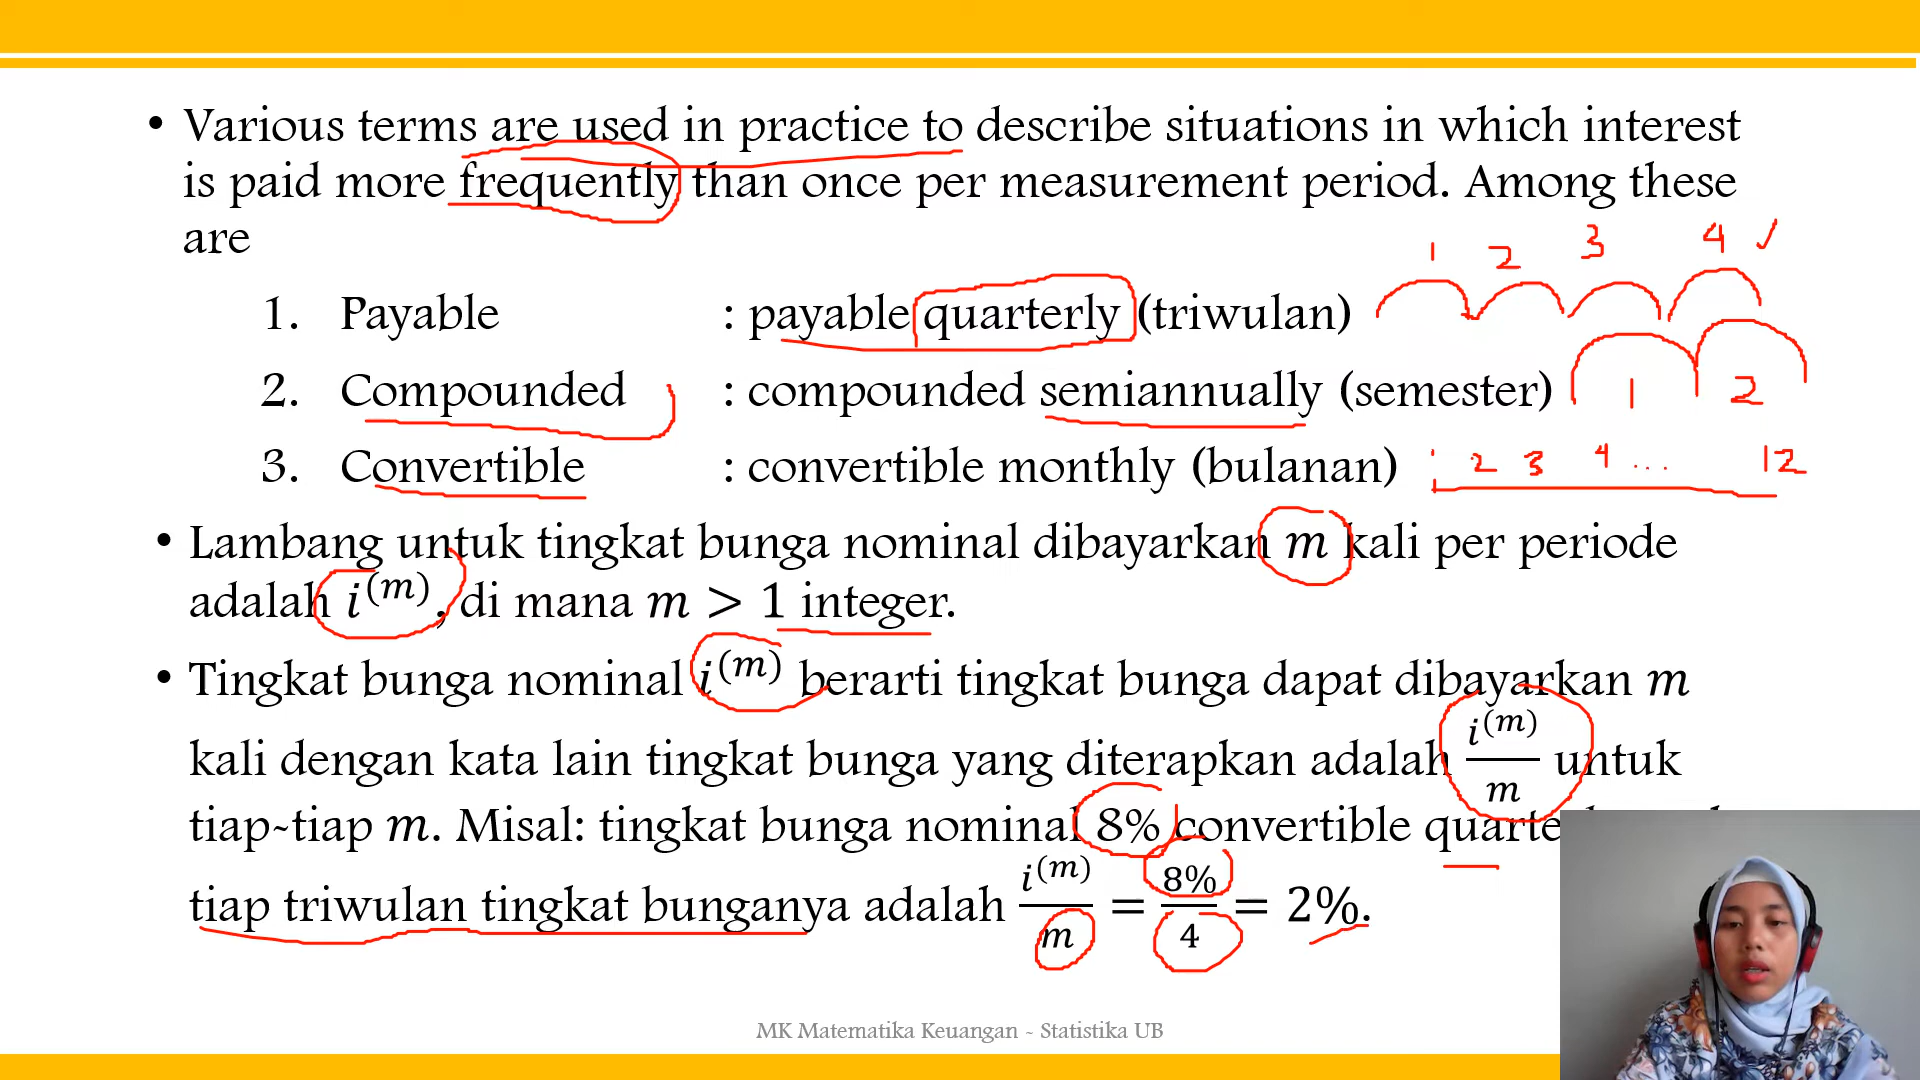 • Various terms are used in practice to describe situations in which interest
is paid more frequently than once per measurement period. Among these
are
1 2 3 4 ✓
1. Payable : payable quarterly (triwulan)
2. Compounded : compounded semiannually (semester) 1 2
3. Convertible : convertible monthly (bulanan) 2 3 4 ... 12
• Lambang untuk tingkat bunga nominal dibayarkan m kali per periode
adalah i^(m), di mana m > 1 integer.
• Tingkat bunga nominal i^(m) berarti tingkat bunga dapat dibayarkan m
kali dengan kata lain tingkat bunga yang diterapkan adalah i^(m)/m untuk
tiap-tiap m. Misal: tingkat bunga nominal 8% convertible
tiap triwulan tingkat bunganya adalah i^(m)/m = 8%/4 = 2%.
MK Matematika Keuangan ~ Statistika UB